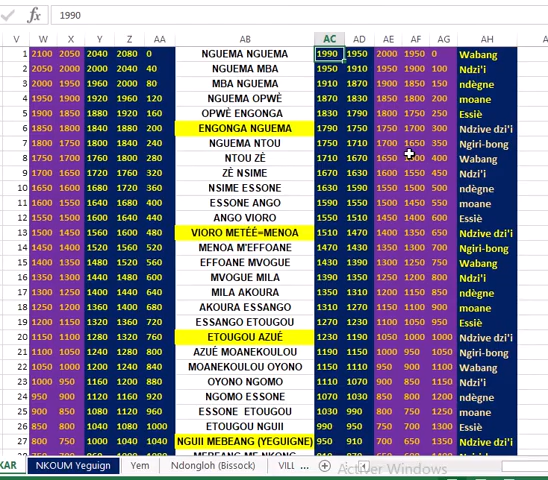 fx 1990
V W X Y Z AA AB AC AD AE AF AG AH A
1 2100 2050 2040 2080 0 NGUEMA NGUEMA 1990 1950 2000 1950 0 Wabang
2 2050 2000 2000 2040 40 NGUEMA MBA 1950 1910 1950 1900 100 Ndzi'i
3 2000 1950 1960 2000 80 MBA NGUEMA 1910 1870 1900 1850 150 ndègne
4 1950 1900 1920 1960 120 NGUEMA OPWÈ 1870 1830 1850 1800 200 moane
5 1900 1850 1880 1920 160 OPWÈ ENGONGA 1830 1790 1800 1750 250 Essiè
6 1850 1800 1840 1880 200 ENGONGA NGUEMA 1790 1750 1750 1700 300 Ndzive dzi'i
7 1800 1750 1800 1840 240 NGUEMA NTOU 1750 1710 1700 1650 350 Ngiri-bong
8 1750 1700 1760 1800 280 NTOU ZÈ 1710 1670 1650 400 Wabang
9 1700 1650 1720 1760 320 ZÈ NSIME 1670 1630 1600 1550 450 Ndzi'i
10 1650 1600 1680 1720 360 NSIME ESSONE 1630 1590 1550 1500 500 ndègne
11 1600 1550 1640 1680 400 ESSONE ANGO 1590 1550 1500 1450 550 moane
12 1550 1500 1600 1640 440 ANGO VIORO 1550 1510 1450 1400 600 Essiè
13 1500 1450 1560 1600 480 VIORO METÉÉ=MENOA 1510 1470 1400 1350 650 Ndzive dzi'i
14 1450 1400 1520 1560 520 MENOA M'EFFOANE 1470 1430 1350 1300 700 Ngiri-bong
15 1400 1350 1480 1520 560 EFFOANE MVOGUE 1430 1390 1300 1250 750 Wabang
16 1350 1300 1440 1480 600 MVOGUE MILA 1390 1350 1250 1200 800 Ndzi'i
17 1300 1250 1400 1440 640 MILA AKOURA 1350 1310 1200 1150 850 ndègne
18 1250 1200 1360 1400 680 AKOURA ESSANGO 1310 1270 1150 1100 900 moane
19 1200 1150 1320 1360 720 ESSANGO ETOUGOU 1270 1230 1100 1050 950 Essiè
20 1150 1100 1280 1320 760 ETOUGOU AZUÉ 1230 1190 1050 1000 1000 Ndzive dzi'i
21 1100 1050 1240 1280 800 AZUÉ MOANEKOULOU 1190 1150 1000 950 1050 Ngiri-bong
22 1050 1000 1200 1240 840 MOANEKOULOU OYONO 1150 1110 950 900 1100 Wabang
23 1000 950 1160 1200 880 OYONO NGOMO 1110 1070 900 850 1150 Ndzi'i
24 950 900 1120 1160 920 NGOMO ESSONE 1070 1030 850 800 1200 ndègne
25 900 850 1080 1120 960 ESSONE ETOUGOU 1030 990 800 750 1250 moane
26 850 800 1040 1080 1000 ETOUGOU NGUII 990 950 750 700 1300 Essiè
27 800 750 1000 1040 1040 NGUII MEBEANG (YEGUIGNE) 950 910 700 650 1350 Ndzive dzi'i
KAR NKOUM Yeguign Yem Ndongloh (Bissock) VILL ...
Activer Windows